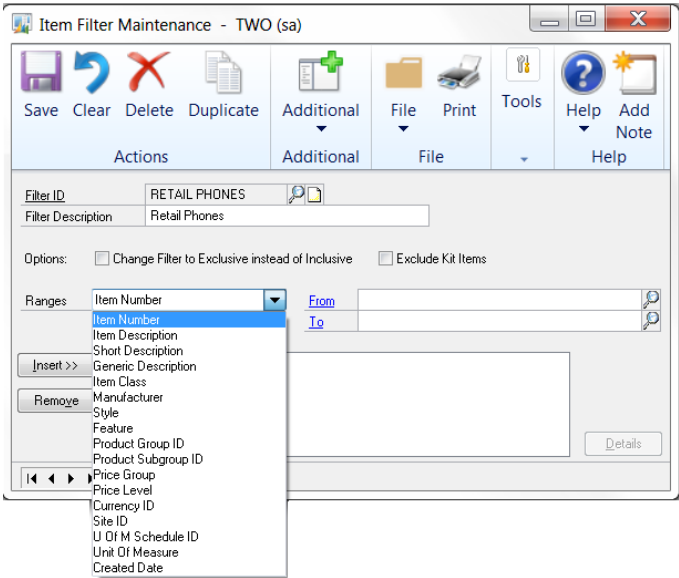 Item Filter Maintenance - TWO (sa)
Save Clear Delete Duplicate Additional File Print Tools Help Add Note
Actions Additional File Help
Filter ID RETAIL PHONES
Filter Description Retail Phones
Options: Change Filter to Exclusive instead of Inclusive Exclude Kit Items
Ranges Item Number From
Item Number To
Item Description
Short Description
Generic Description
Insert >>
Item Class
Manufacturer
Remove
Style
Feature
Product Group ID Details
Product Subgroup ID
Price Group
Price Level
Currency ID
Site ID
U Of M Schedule ID
Unit Of Measure
Created Date